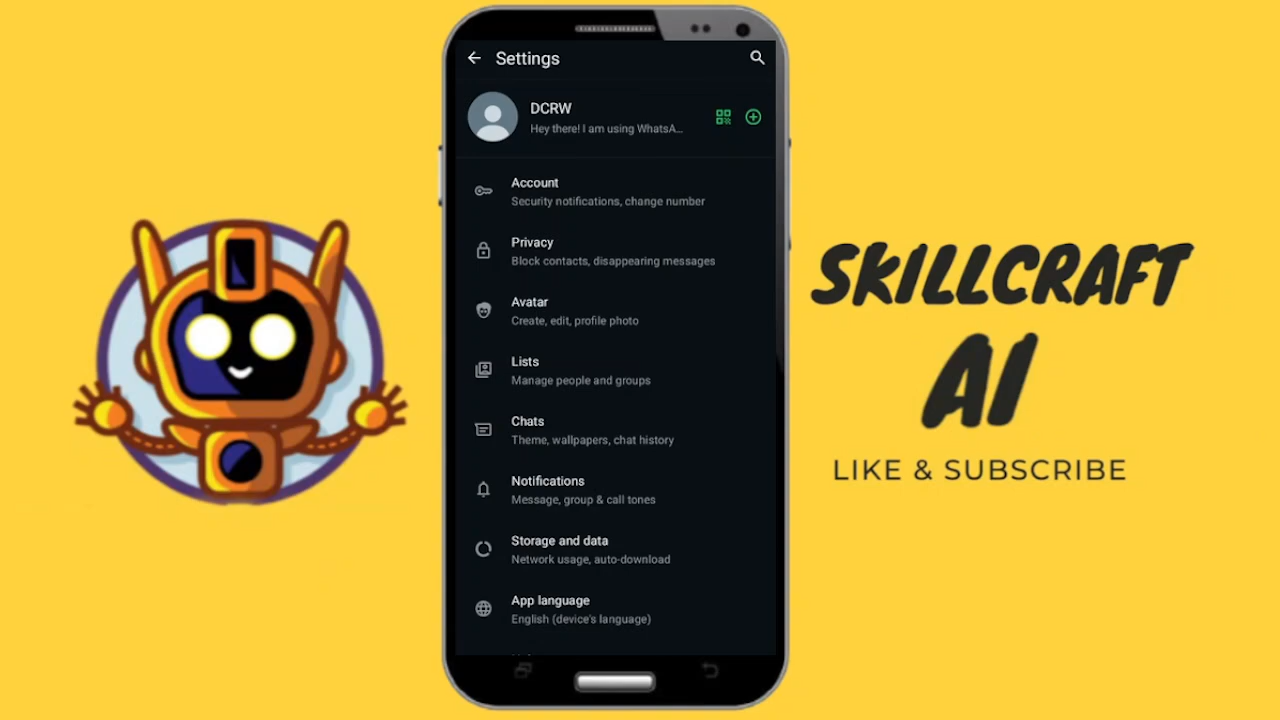 Settings
DCRW
Hey there! I am using WhatsA...
Account
Security notifications, change number
Privacy
Block contacts, disappearing messages
Avatar
Create, edit, profile photo
Lists
Manage people and groups
Chats
Theme, wallpapers, chat history
Notifications
Message, group & call tones
Storage and data
Network usage, auto-download
App language
English (device's language)
SKILLCRAFT
AI
LIKE & SUBSCRIBE